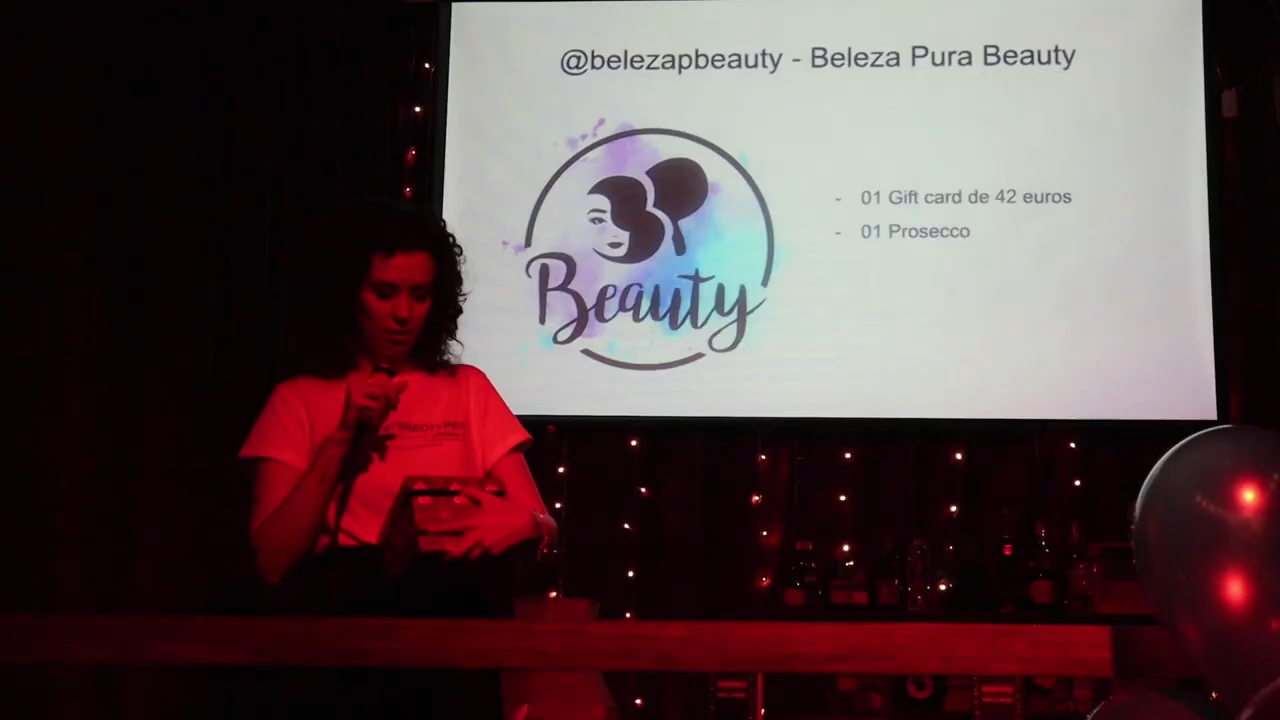 @belezapbeauty - Beleza Pura Beauty
Beauty
- 01 Gift card de 42 euros
- 01 Prosecco